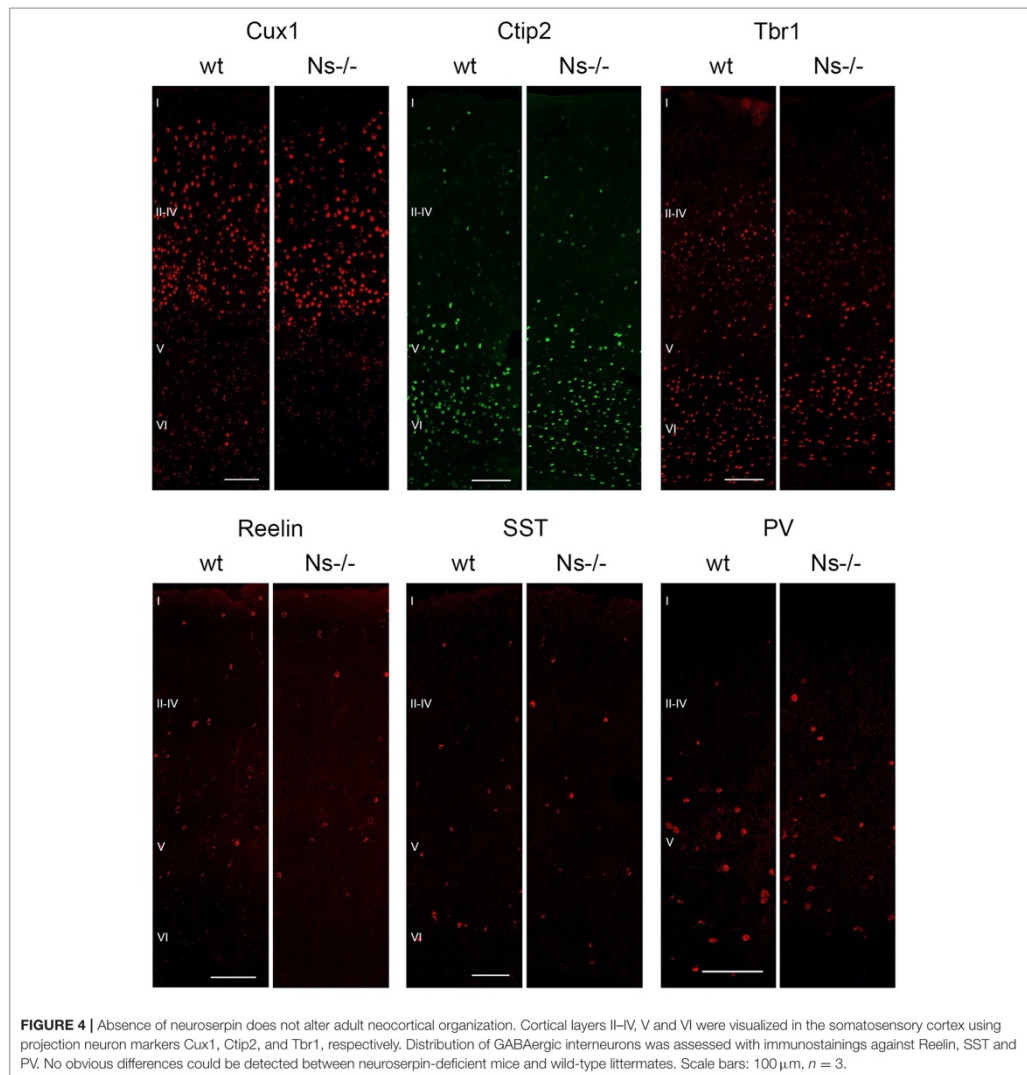 Cux1 Ctip2 Tbr1
wt Ns-/- wt Ns-/- wt Ns-/-
I I I
II-IV II-IV II-IV
V V V
VI VI VI
Reelin SST PV
wt Ns-/- wt Ns-/- wt Ns-/-
I I I
II-IV II-IV II-IV
V V V
VI VI
FIGURE 4 | Absence of neuroserpin does not alter adult neocortical organization. Cortical layers II–IV, V and VI were visualized in the somatosensory cortex using
projection neuron markers Cux1, Ctip2, and Tbr1, respectively. Distribution of GABAergic interneurons was assessed with immunostainings against Reelin, SST and
PV. No obvious differences could be detected between neuroserpin-deficient mice and wild-type littermates. Scale bars: 100 μm, n = 3.